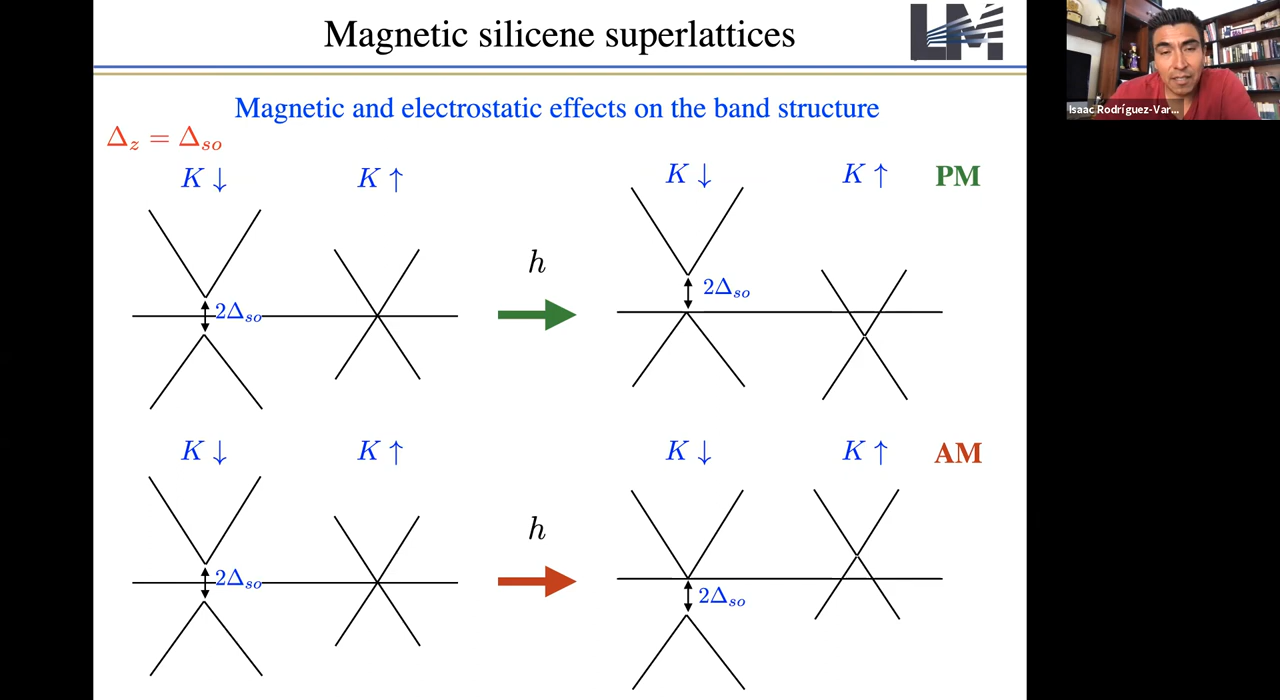 Magnetic silicene superlattices
LM
Isaac Rodríguez-Var...
Magnetic and electrostatic effects on the band structure
Δz = Δso
K ↓
K ↑
K ↓
K ↑
PM
2Δso
h
2Δso
K ↓
K ↑
K ↓
K ↑
AM
2Δso
h
2Δso